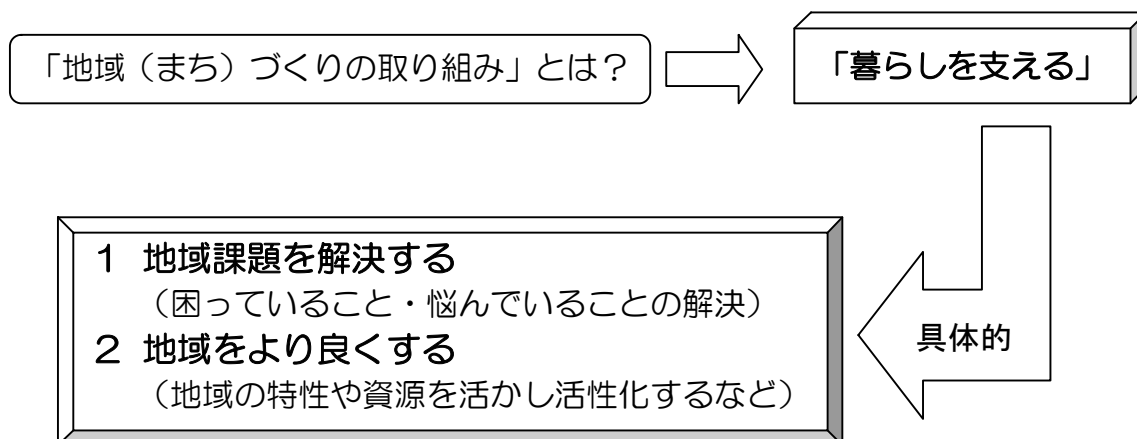 「地域（まち）づくりの取り組み」とは？
「暮らしを支える」
１ 地域課題を解決する
（困っていること・悩んでいることの解決）
２ 地域をより良くする
（地域の特性や資源を活かし活性化するなど）
具体的